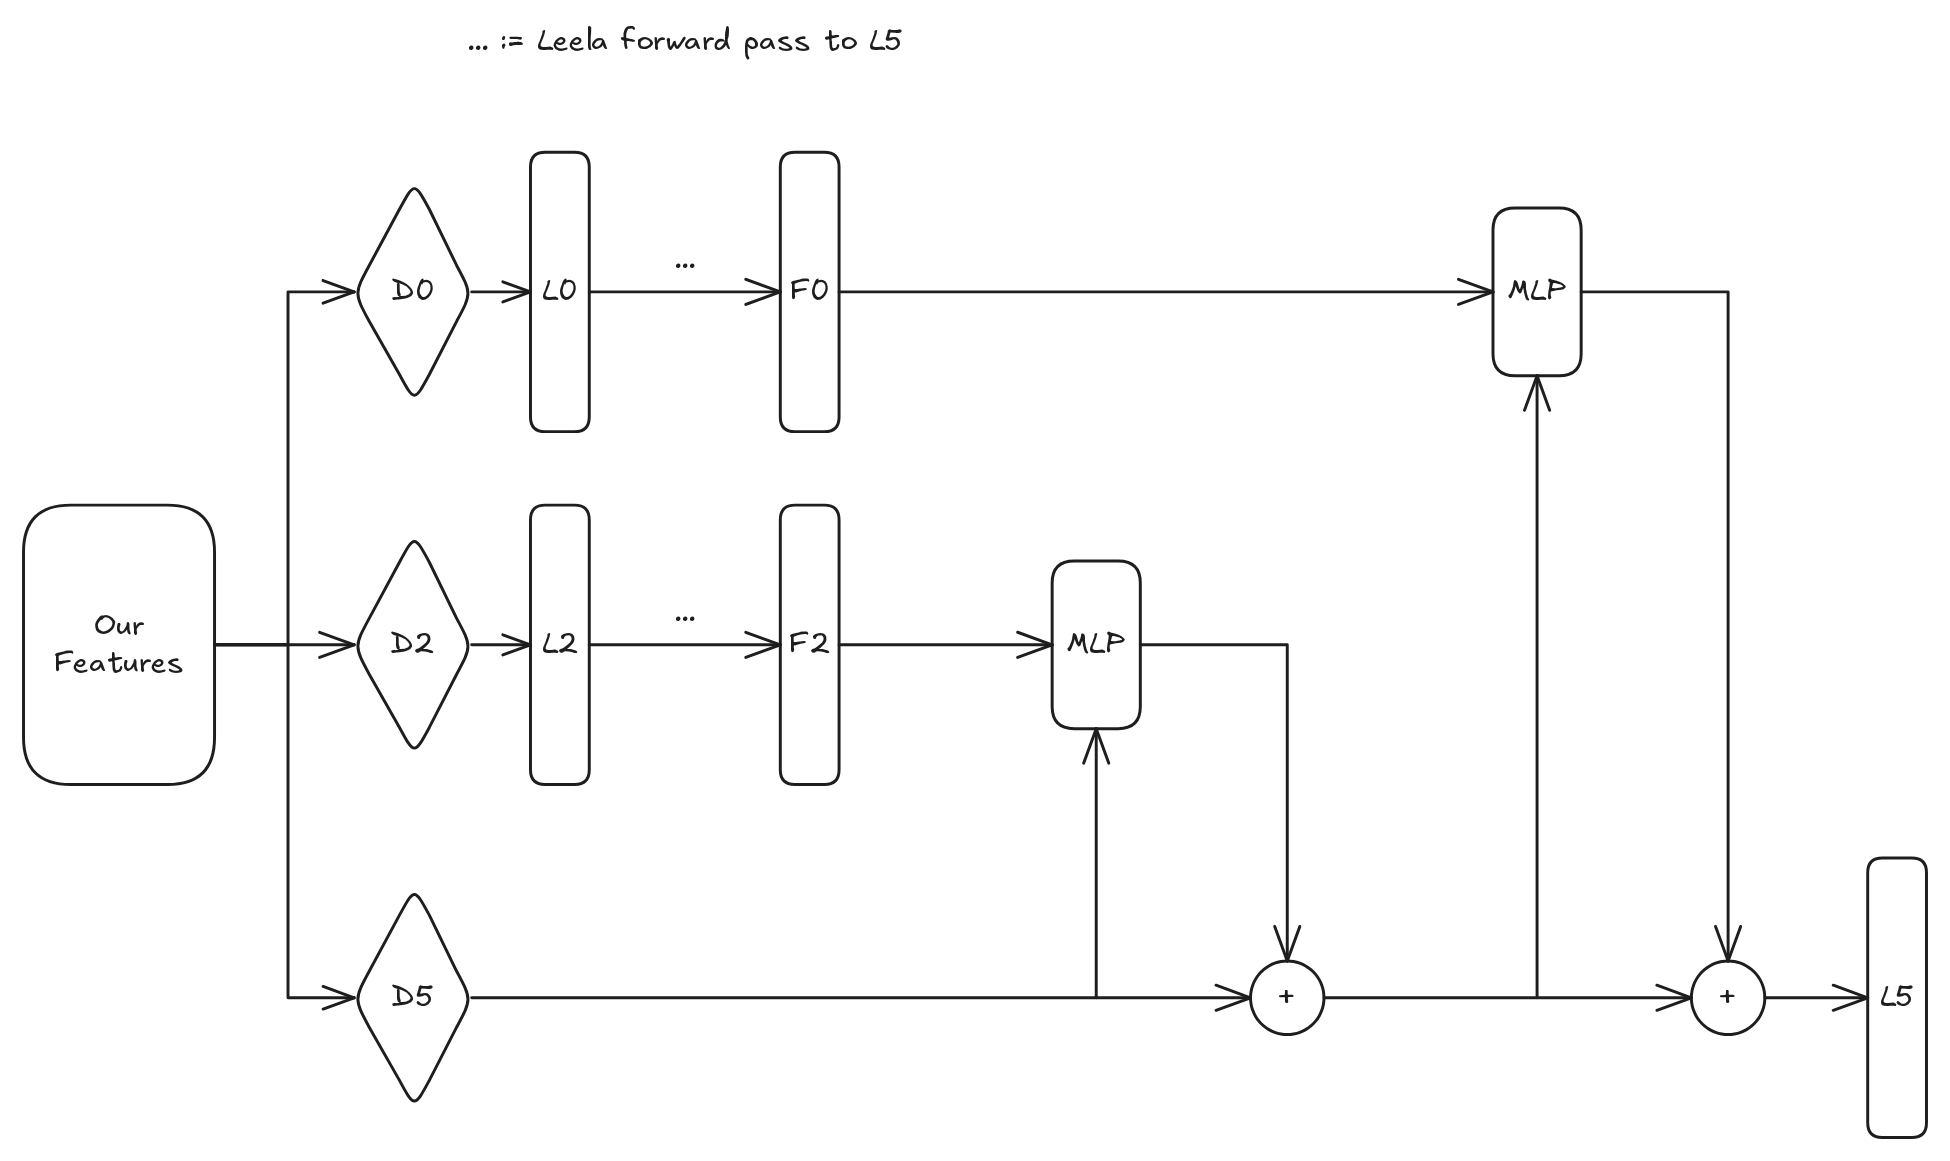 ... := Leela forward pass to L5
D0
L0
...
F0
MLP
Our
Features
D2
L2
...
F2
MLP
D5
+
+
L5